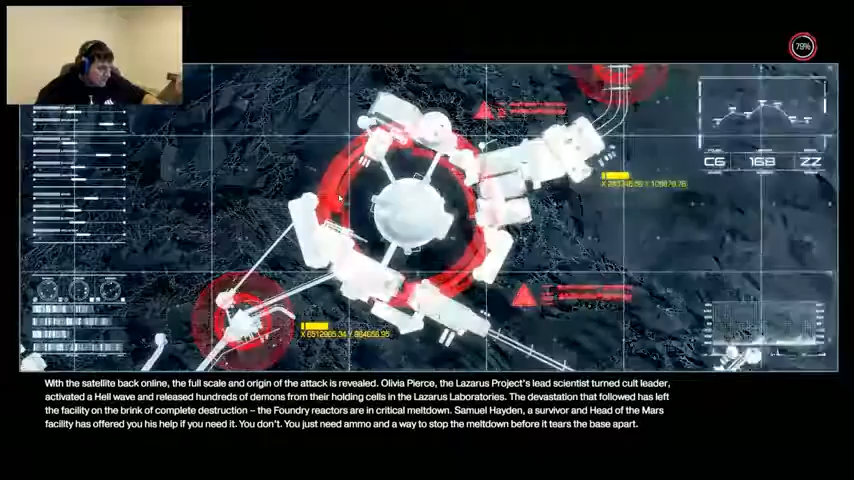 79%
C6 168 ZZ
With the satellite back online, the full scale and origin of the attack is revealed. Olivia Pierce, the Lazarus Project's lead scientist turned cult leader,
activated a Hell wave and released hundreds of demons from their holding cells in the Lazarus Laboratories. The devastation that followed has left
the facility on the brink of complete destruction – the Foundry reactors are in critical meltdown. Samuel Hayden, a survivor and Head of the Mars
facility has offered you his help if you need it. You don't. You just need ammo and a way to stop the meltdown before it tears the base apart.